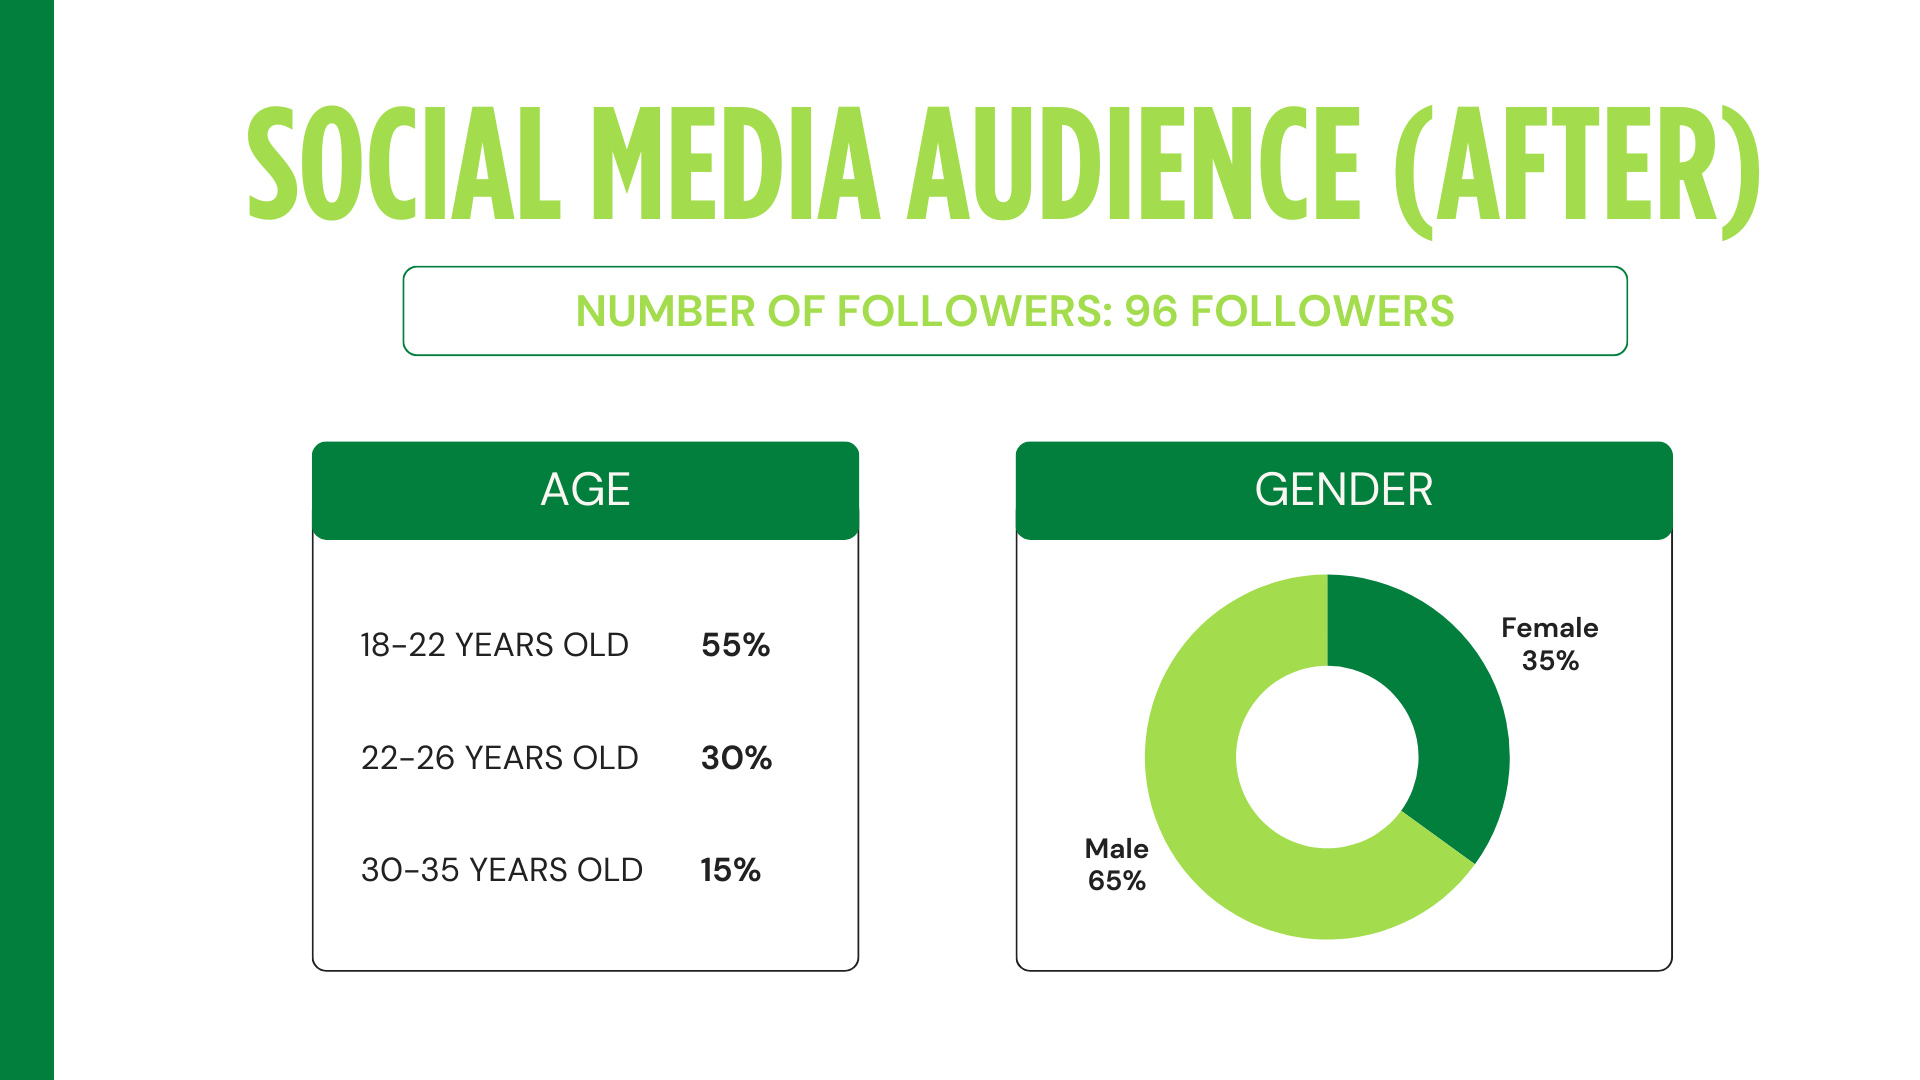 SOCIAL MEDIA AUDIENCE (AFTER)
NUMBER OF FOLLOWERS: 96 FOLLOWERS
AGE
18-22 YEARS OLD 55%
22-26 YEARS OLD 30%
30-35 YEARS OLD 15%
GENDER
Female
35%
Male
65%